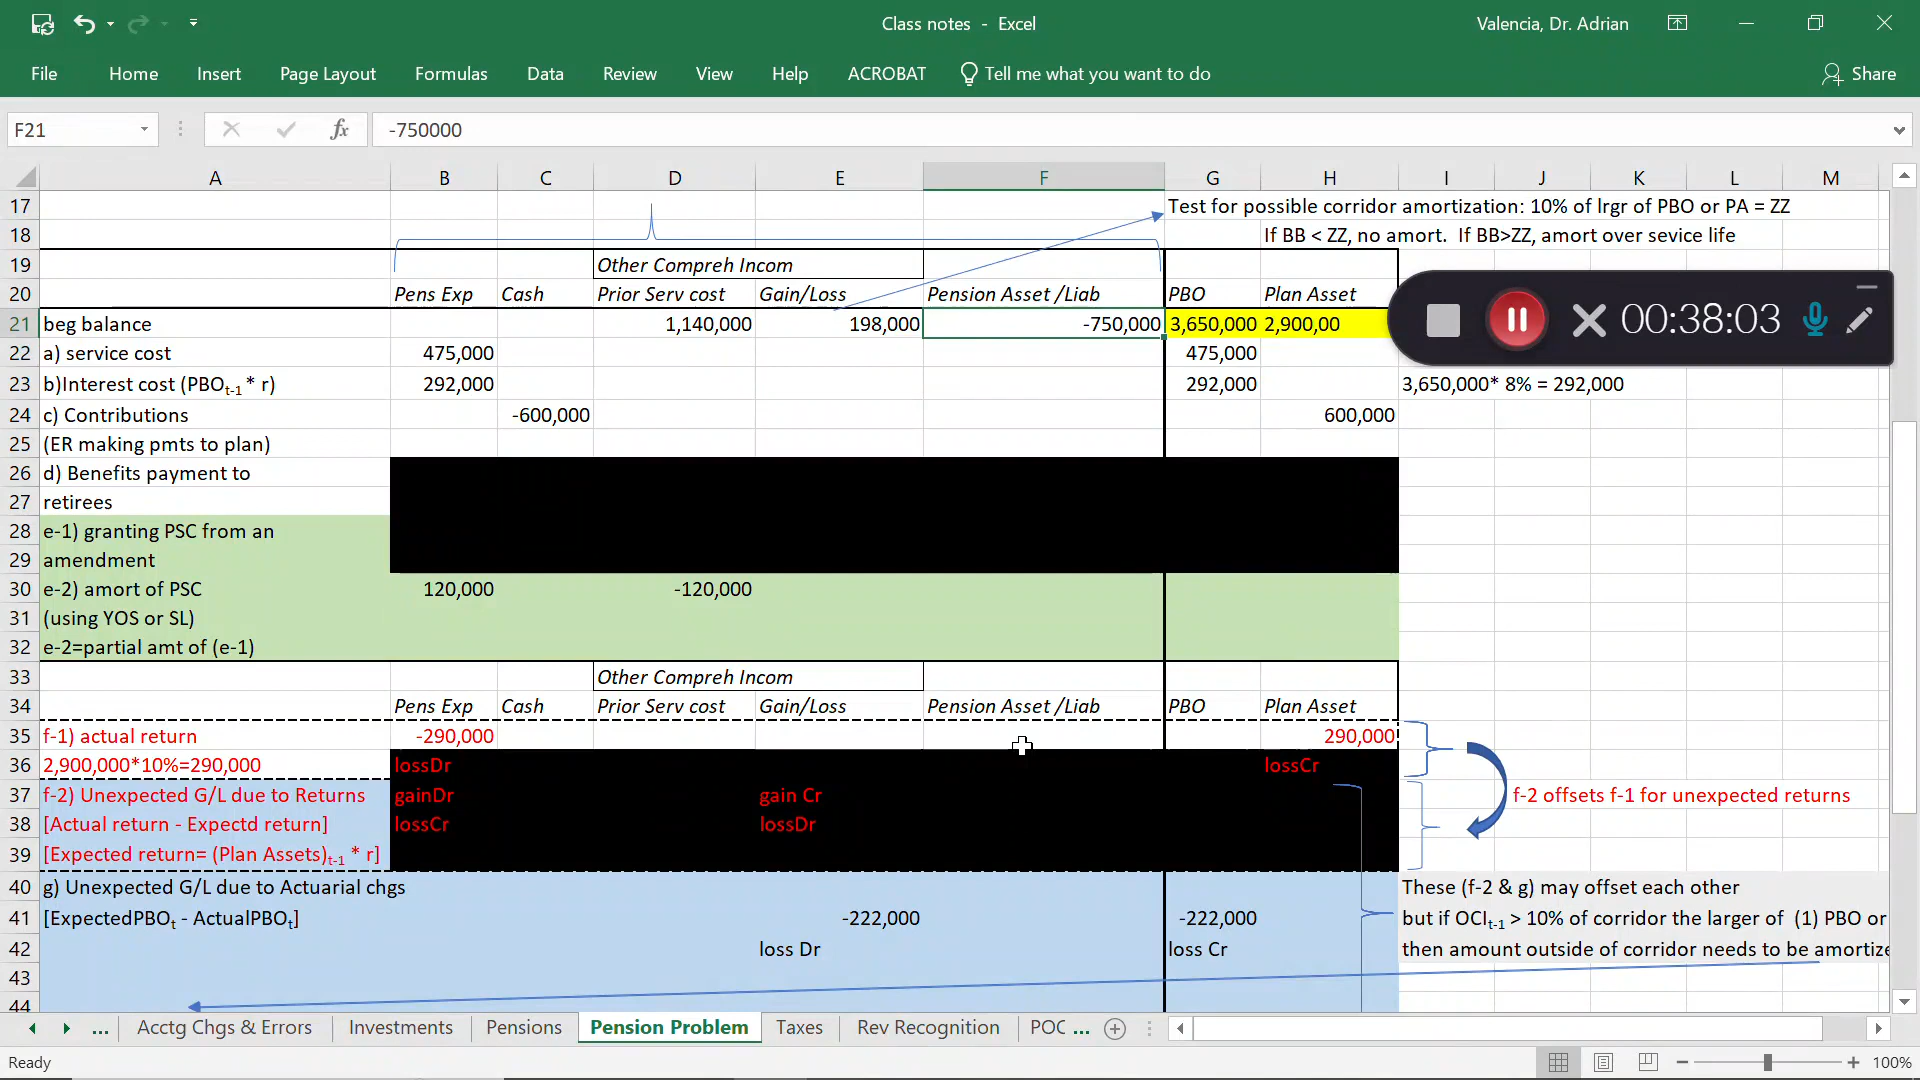 Class notes - Excel
Valencia, Dr. Adrian
File Home Insert Page Layout Formulas Data Review View Help ACROBAT Tell me what you want to do Share
F21 fx -750000
A B C D E F G H I J K L M
17 Test for possible corridor amortization: 10% of lrgr of PBO or PA = ZZ
18 If BB < ZZ, no amort. If BB>ZZ, amort over sevice life
19 Other Compreh Incom
20 Pens Exp Cash Prior Serv cost Gain/Loss Pension Asset /Liab PBO Plan Asset
21 beg balance 1,140,000 198,000 -750,000 3,650,000 2,900,00
00:38:03
22 a) service cost 475,000 475,000
23 b)Interest cost (PBOt-1 * r) 292,000 292,000 3,650,000* 8% = 292,000
24 c) Contributions -600,000 600,000
25 (ER making pmts to plan)
26 d) Benefits payment to
27 retirees
28 e-1) granting PSC from an
29 amendment
30 e-2) amort of PSC 120,000 -120,000
31 (using YOS or SL)
32 e-2=partial amt of (e-1)
33 Other Compreh Incom
34 Pens Exp Cash Prior Serv cost Gain/Loss Pension Asset /Liab PBO Plan Asset
35 f-1) actual return -290,000 290,000
36 2,900,000*10%=290,000 lossDr lossCr
37 f-2) Unexpected G/L due to Returns gainDr gain Cr f-2 offsets f-1 for unexpected returns
38 [Actual return - Expectd return] lossCr lossDr
39 [Expected return= (Plan Assets)t-1 * r]
40 g) Unexpected G/L due to Actuarial chgs These (f-2 & g) may offset each other
41 [ExpectedPBOt - ActualPBOt] -222,000 -222,000 but if OCIt-1 > 10% of corridor the larger of (1) PBO or
42 loss Dr loss Cr then amount outside of corridor needs to be amortize
43
44
... Acctg Chgs & Errors Investments Pensions Pension Problem Taxes Rev Recognition POC ...
Ready 100%